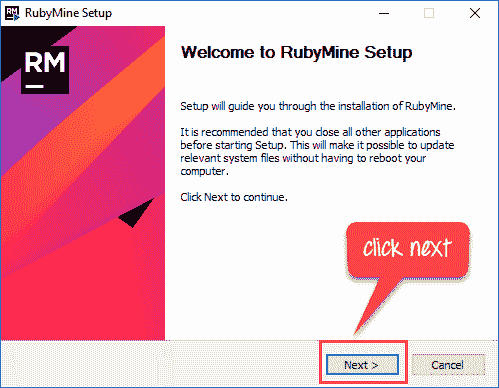 RM RubyMine Setup
RM
Welcome to RubyMine Setup
Setup will guide you through the installation of RubyMine.
It is recommended that you close all other applications
before starting Setup. This will make it possible to update
relevant system files without having to reboot your
computer.
Click Next to continue.
click next
Next >
Cancel